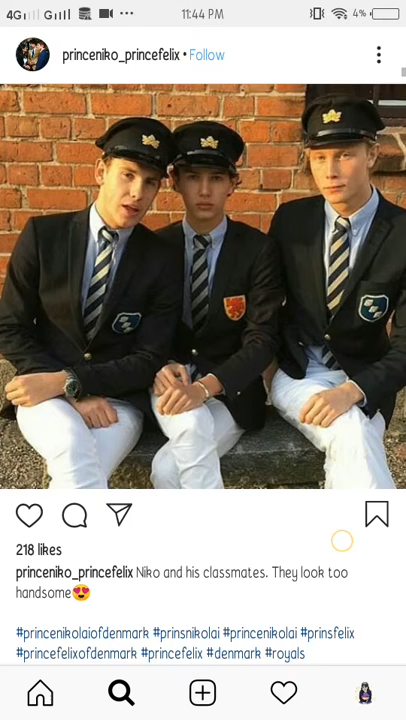 4G G 11:44 PM 4%
princeniko_princefelix • Follow
218 likes
princeniko_princefelix Niko and his classmates. They look too
handsome😍
#princenikolaiofdenmark #prinsnikolai #princenikolai #prinsfelix
#princefelixofdenmark #princefelix #denmark #royals